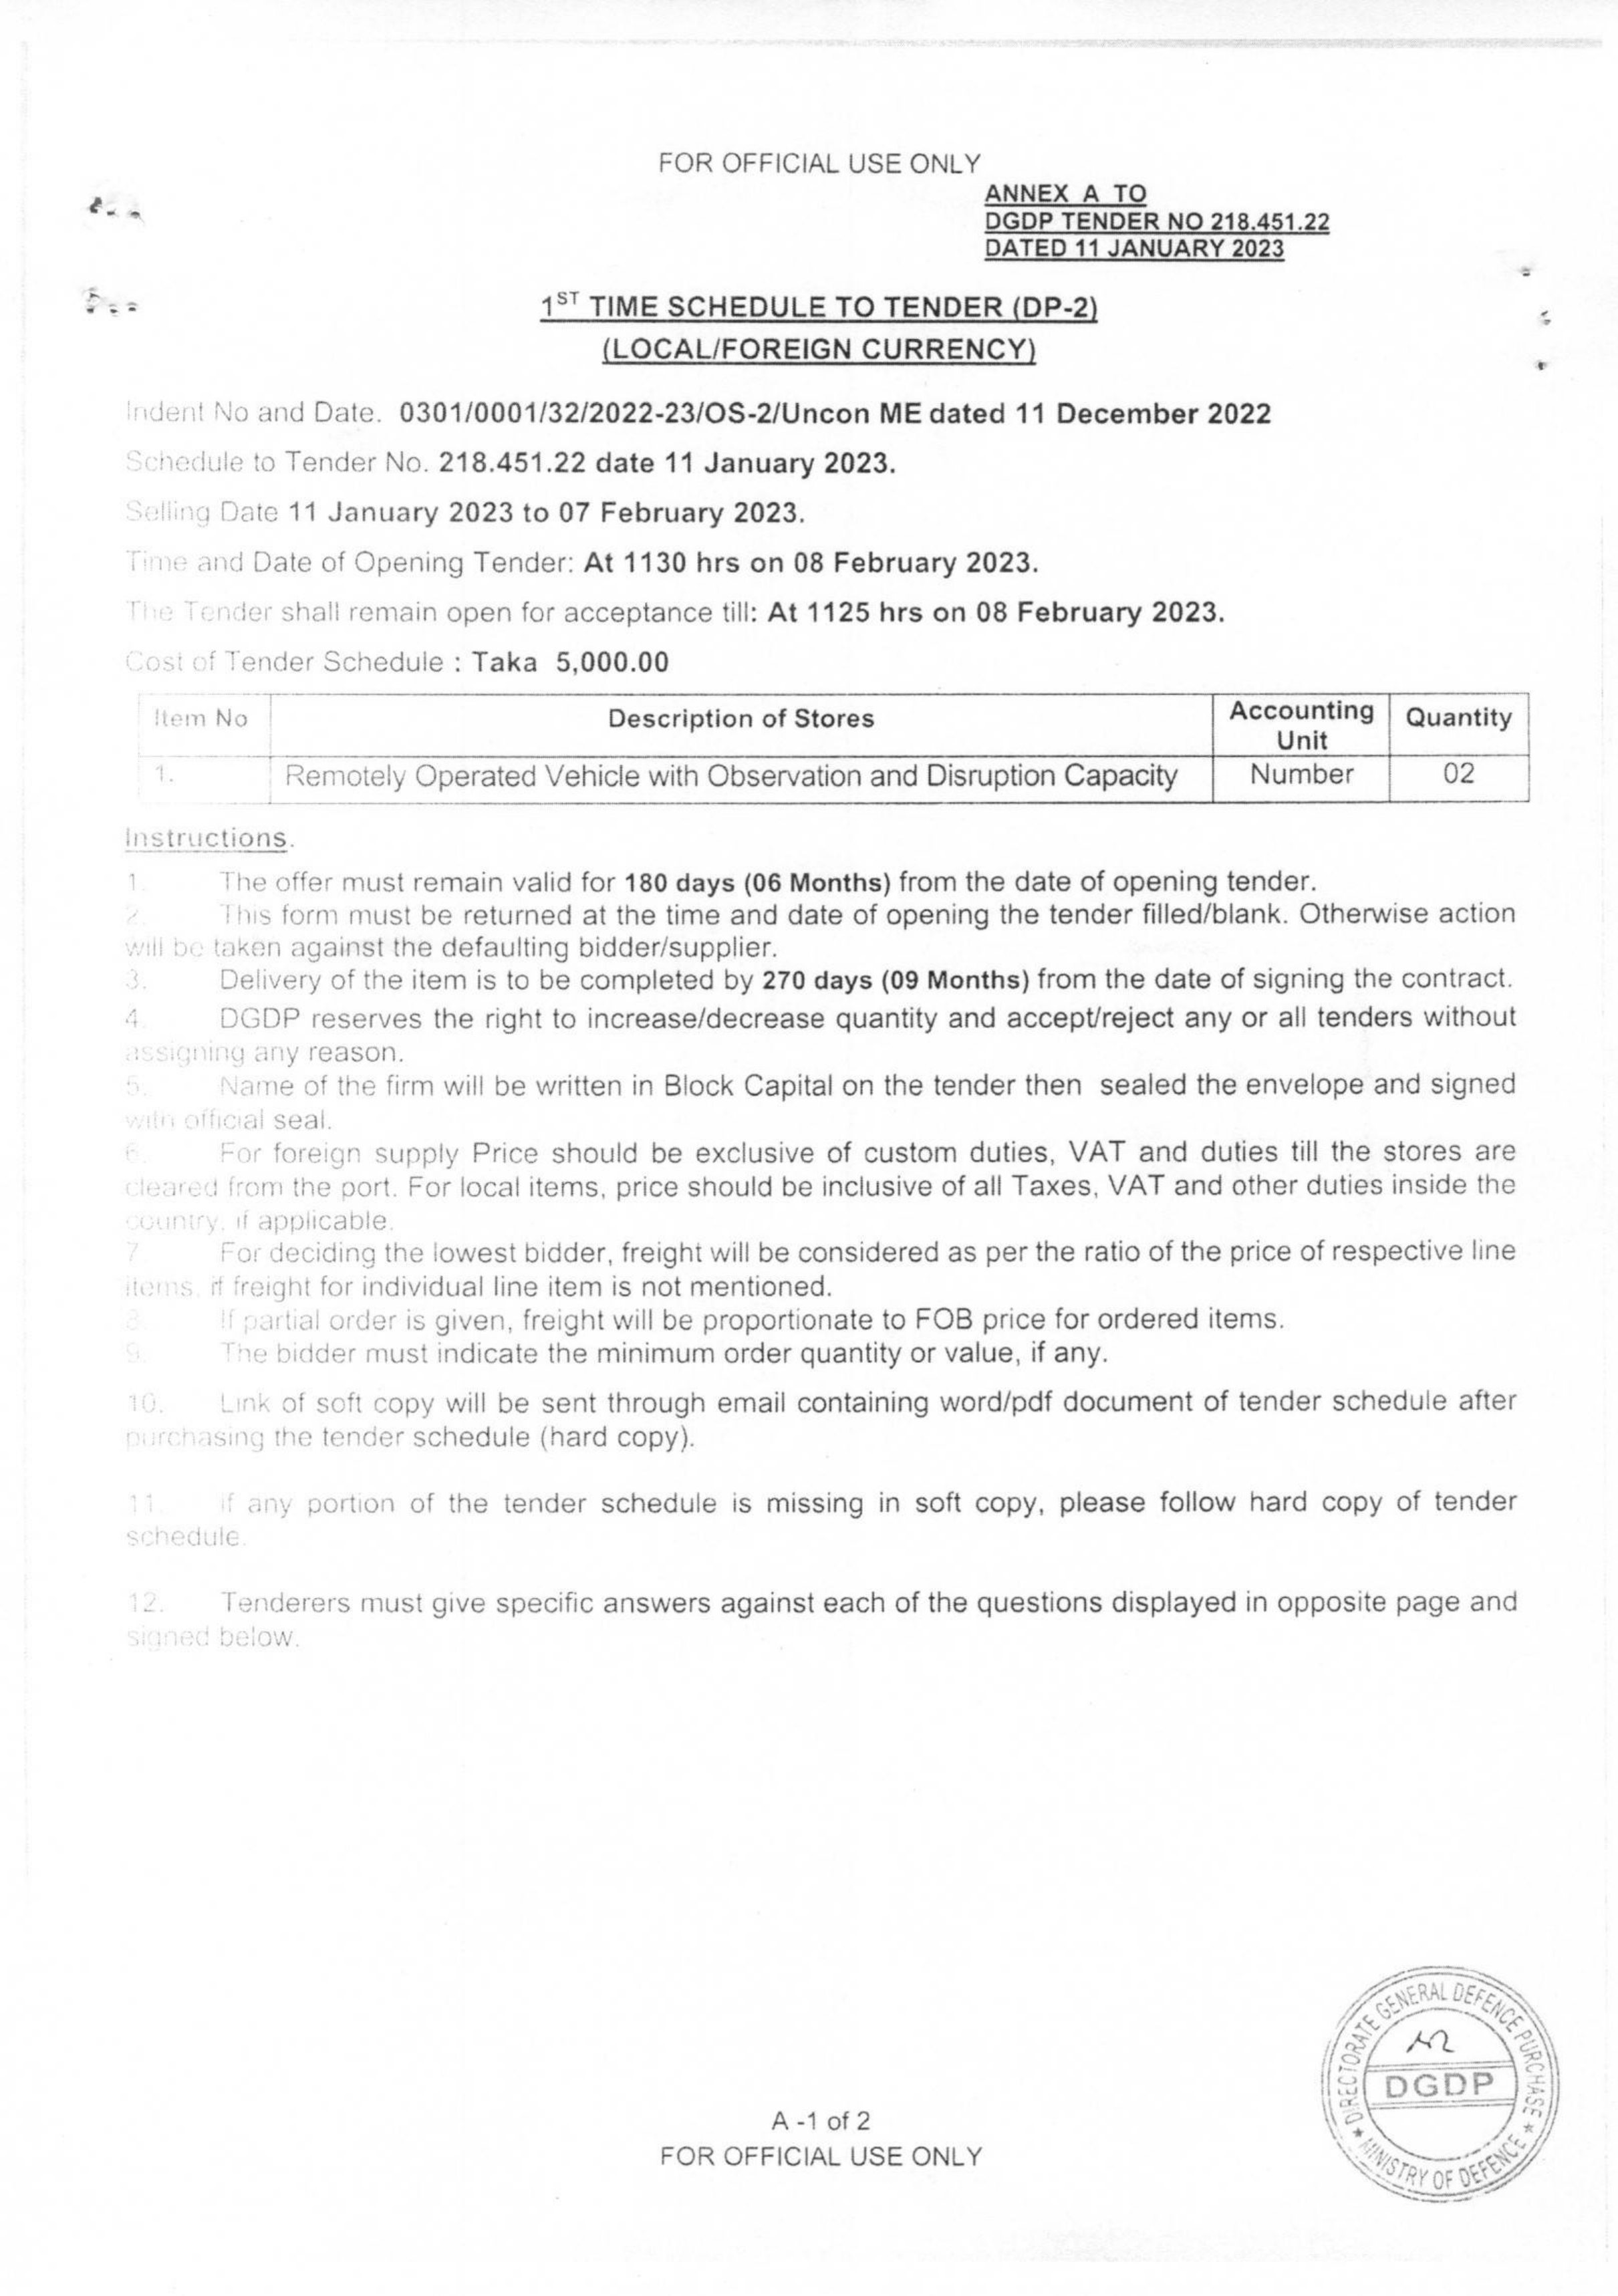 FOR OFFICIAL USE ONLY
ANNEX A TO
DGDP TENDER NO 218.451.22
DATED 11 JANUARY 2023
1ST TIME SCHEDULE TO TENDER (DP-2)
(LOCAL/FOREIGN CURRENCY)
Indent No and Date. 0301/0001/32/2022-23/OS-2/Uncon ME dated 11 December 2022
Schedule to Tender No. 218.451.22 date 11 January 2023.
Selling Date 11 January 2023 to 07 February 2023.
Time and Date of Opening Tender: At 1130 hrs on 08 February 2023.
The Tender shall remain open for acceptance till: At 1125 hrs on 08 February 2023.
Cost of Tender Schedule : Taka 5,000.00
Item No Description of Stores Accounting Unit Quantity
1. Remotely Operated Vehicle with Observation and Disruption Capacity Number 02
Instructions.
1. The offer must remain valid for 180 days (06 Months) from the date of opening tender.
2. This form must be returned at the time and date of opening the tender filled/blank. Otherwise action
will be taken against the defaulting bidder/supplier.
3. Delivery of the item is to be completed by 270 days (09 Months) from the date of signing the contract.
4. DGDP reserves the right to increase/decrease quantity and accept/reject any or all tenders without
assigning any reason.
5. Name of the firm will be written in Block Capital on the tender then sealed the envelope and signed
with official seal.
6. For foreign supply Price should be exclusive of custom duties, VAT and duties till the stores are
cleared from the port. For local items, price should be inclusive of all Taxes, VAT and other duties inside the
country, if applicable.
7 For deciding the lowest bidder, freight will be considered as per the ratio of the price of respective line
items, if freight for individual line item is not mentioned.
8. If partial order is given, freight will be proportionate to FOB price for ordered items.
9. The bidder must indicate the minimum order quantity or value, if any.
10. Link of soft copy will be sent through email containing word/pdf document of tender schedule after
purchasing the tender schedule (hard copy).
11. If any portion of the tender schedule is missing in soft copy, please follow hard copy of tender
schedule.
12. Tenderers must give specific answers against each of the questions displayed in opposite page and
signed below.
DIRECTORATE GENERAL DEFENCE PURCHASE
DGDP
MINISTRY OF DEFENCE
A -1 of 2
FOR OFFICIAL USE ONLY